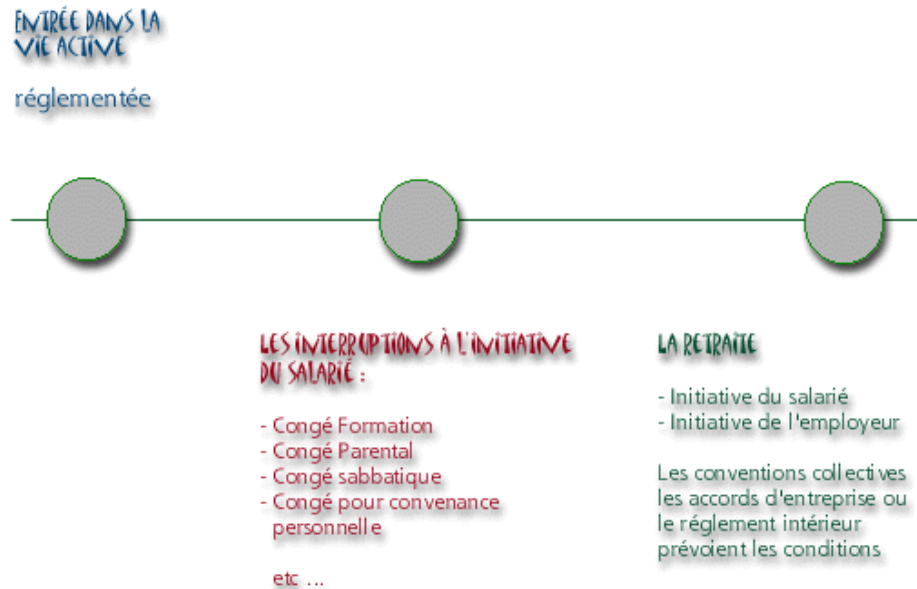 ENTRÉE DANS LA
VIE ACTIVE
réglementée
LES INTERRUPTIONS À L'INITIATIVE
DU SALARIÉ :
- Congé Formation
- Congé Parental
- Congé sabbatique
- Congé pour convenance
personnelle
etc ...
LA RETRAITE
- Initiative du salarié
- Initiative de l'employeur
Les conventions collectives
les accords d'entreprise ou
le réglement intérieur
prévoient les conditions